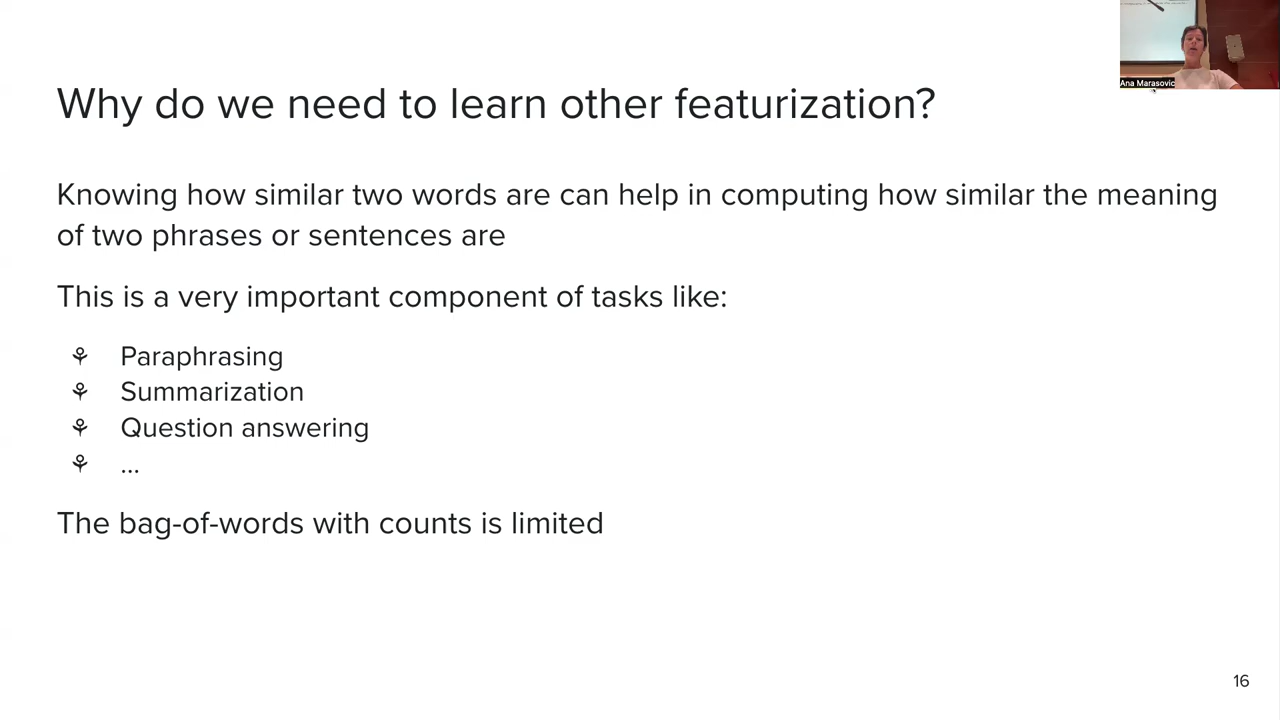 Ana Marasovic
Why do we need to learn other featurization?
Knowing how similar two words are can help in computing how similar the meaning
of two phrases or sentences are
This is a very important component of tasks like:
⚘ Paraphrasing
⚘ Summarization
⚘ Question answering
⚘ ...
The bag-of-words with counts is limited
16